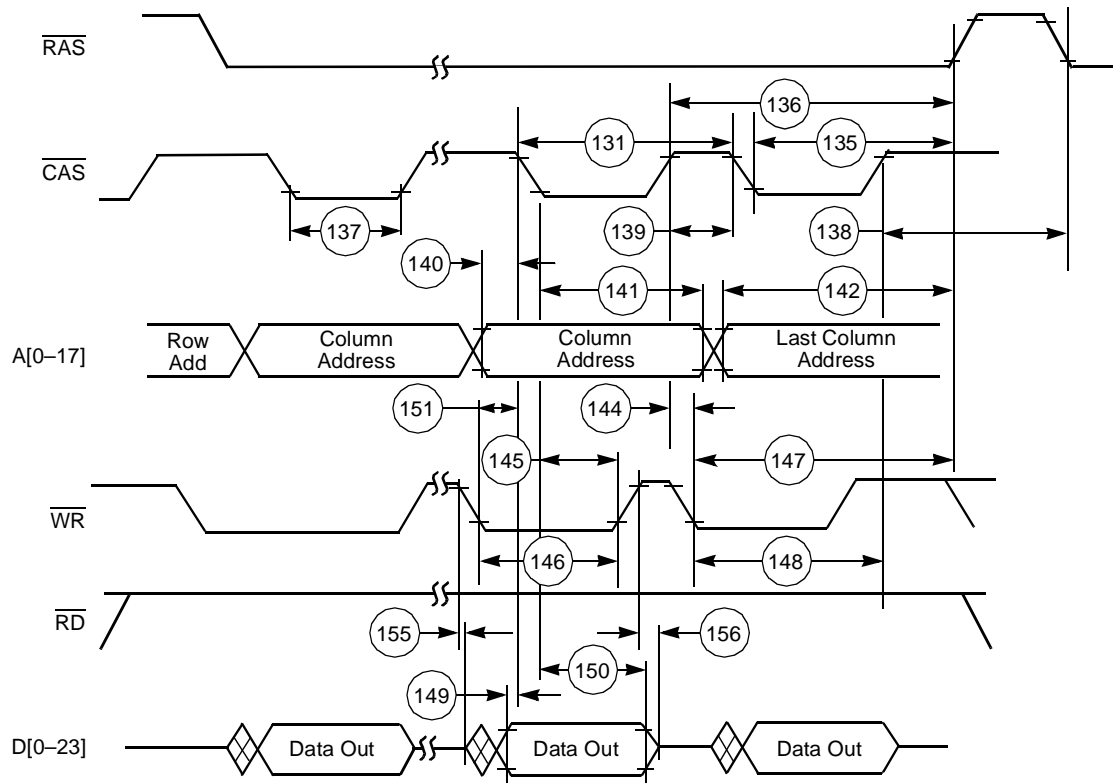 RAS
136
131
135
CAS
137
139
138
140
141
142
A[0–17]
Row
Add
Column
Address
Column
Address
Last Column
Address
151
144
145
147
WR
146
148
RD
155
156
150
149
D[0–23]
Data Out
Data Out
Data Out